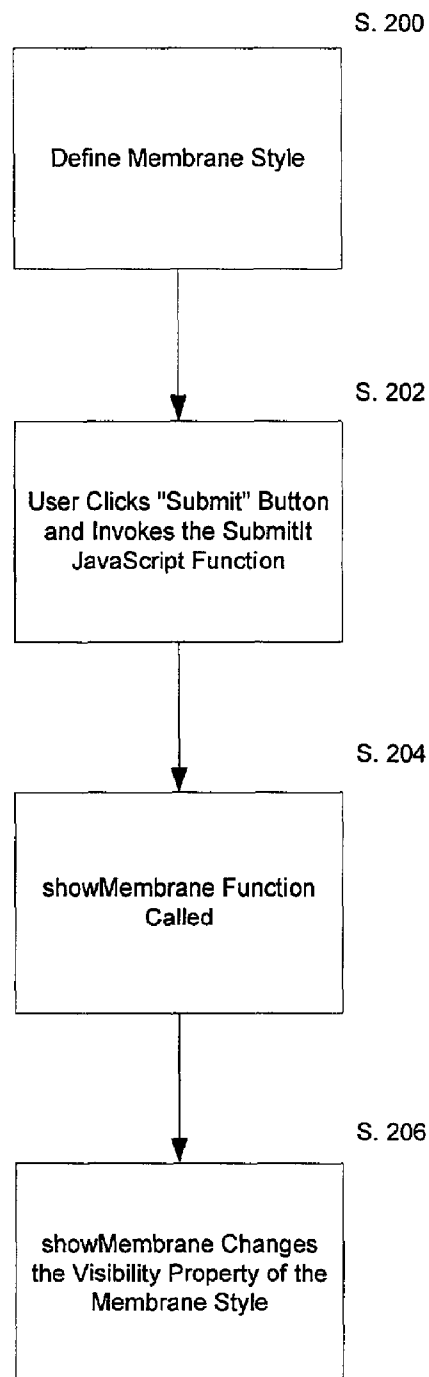 S. 200
Define Membrane Style
S. 202
User Clicks "Submit" Button
and Invokes the SubmitIt
JavaScript Function
S. 204
showMembrane Function
Called
S. 206
showMembrane Changes
the Visibility Property of the
Membrane Style